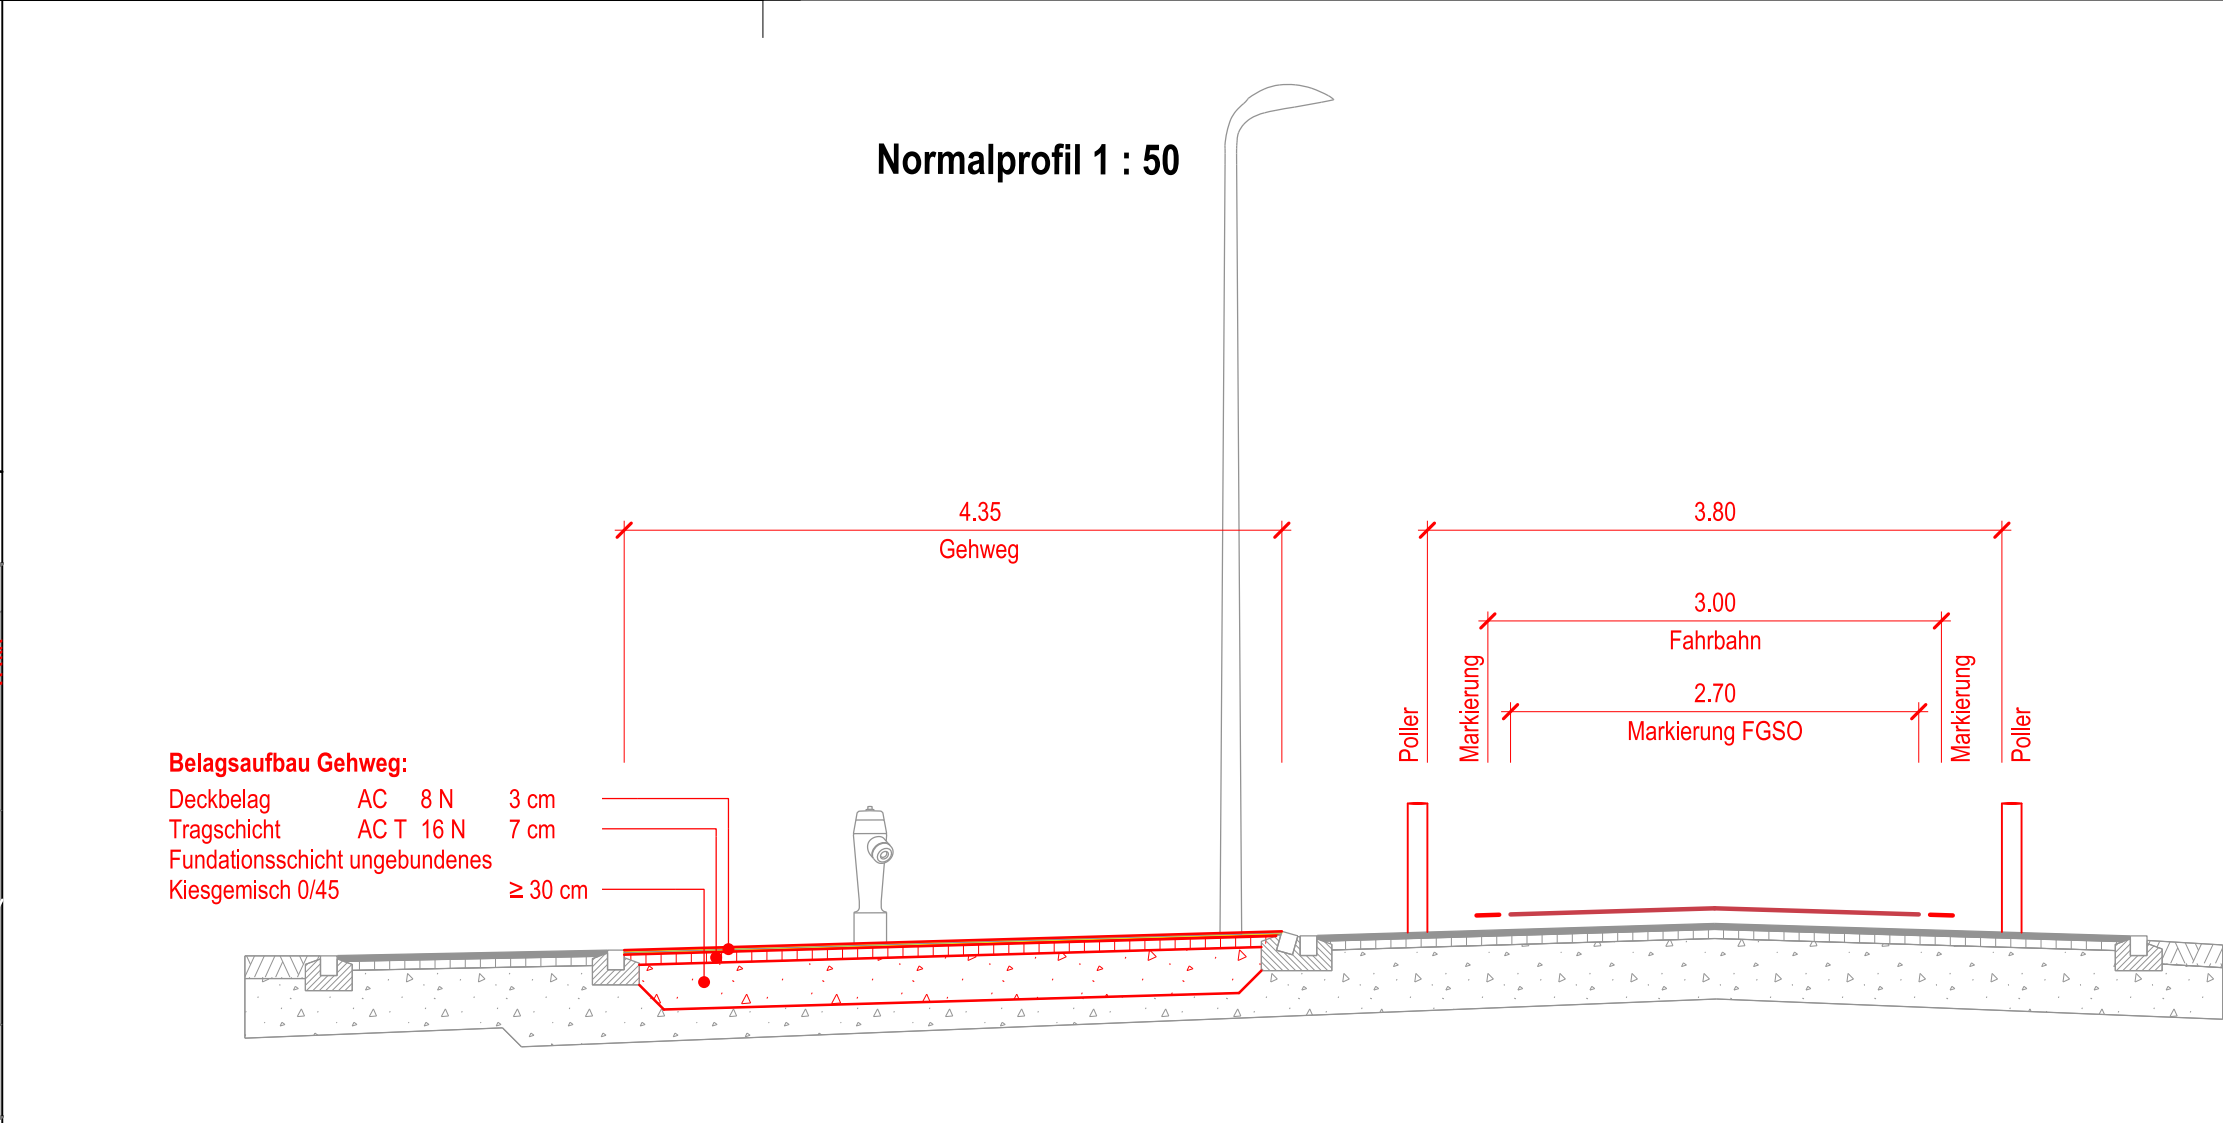 Normalprofil 1 : 50
4.35
Gehweg
3.80
3.00
Fahrbahn
2.70
Markierung FGSO
Poller
Markierung
Markierung
Poller
Belagsaufbau Gehweg:
Deckbelag AC 8 N 3 cm
Tragschicht AC T 16 N 7 cm
Fundationsschicht ungebundenes
Kiesgemisch 0/45 ≥ 30 cm